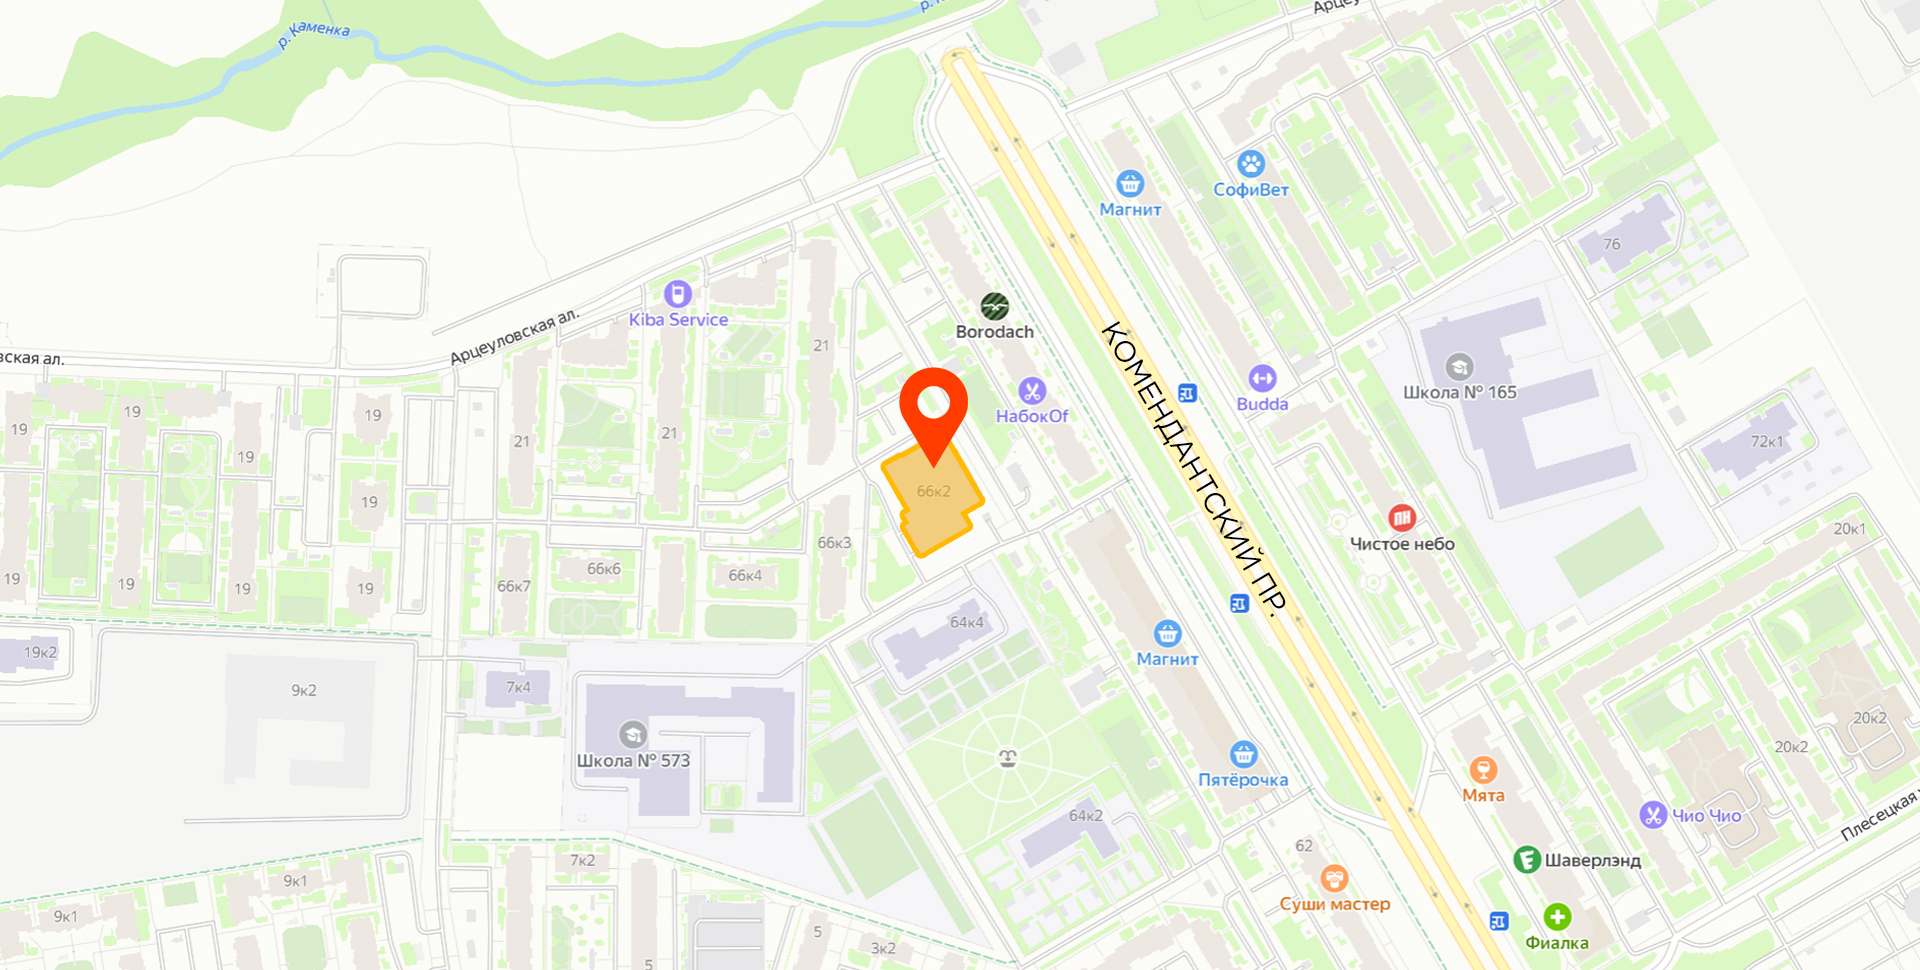 р. Каменка
Арцеуловская ал.
вская ал.
КОМЕНДАНТСКИЙ ПР.
Магнит
СофиВет
76
21
Kiba Service
Borodach
21
НабокОf
Budda
Школа № 165
72к1
19
19
19
19
21
21
66к2
19
Чистое небо
20к1
66к3
66к6
66к4
66к7
19
19
19
19
64к4
19к2
Магнит
9к2
7к4
Школа № 573
Пятёрочка
20к2
20к2
Мята
64к2
Чио Чио
Плесецкая
62
Шаверлэнд
7к2
9к1
Суши мастер
9к1
5
3к2
Фиалка
5